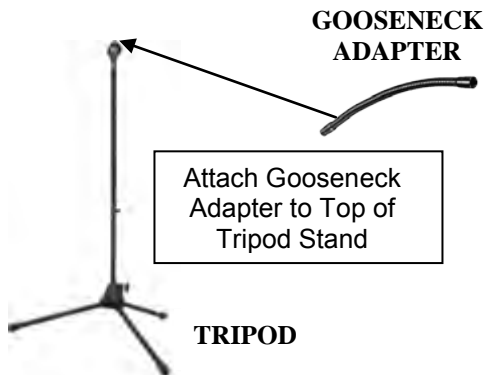 GOOSENECK
ADAPTER
Attach Gooseneck
Adapter to Top of
Tripod Stand
TRIPOD